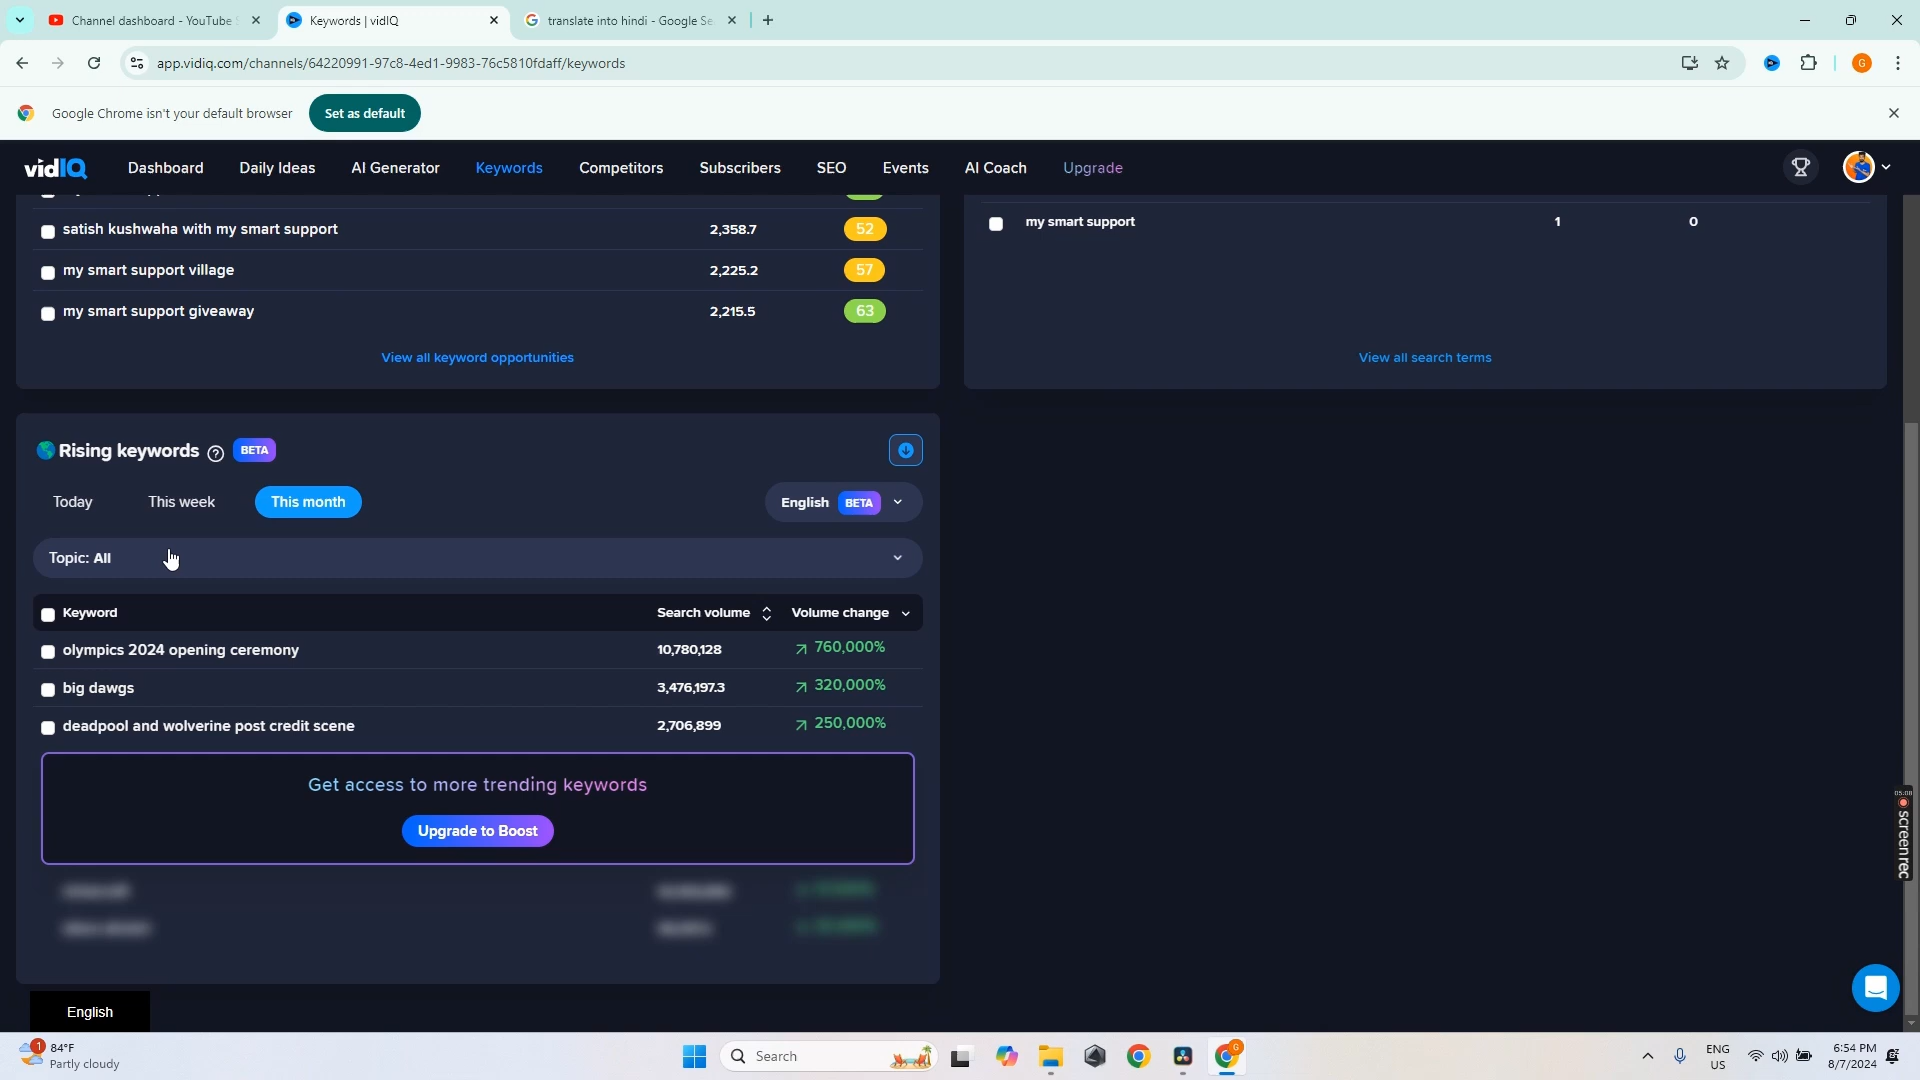 Channel dashboard - YouTube S
Keywords | vidIQ
translate into hindi - Google Se
app.vidiq.com/channels/64220991-97c8-4ed1-9983-76c5810fdaff/keywords
G
Google Chrome isn't your default browser
Set as default
vidIQ
Dashboard
Daily Ideas
AI Generator
Keywords
Competitors
Subscribers
SEO
Events
AI Coach
Upgrade
satish kushwaha with my smart support 2,358.7 52
my smart support village 2,225.2 57
my smart support giveaway 2,215.5 63
View all keyword opportunities
my smart support 1 0
View all search terms
Rising keywords ? BETA
Today This week This month
English BETA
Topic: All
Keyword Search volume Volume change
olympics 2024 opening ceremony 10,780,128 760,000%
big dawgs 3,476,197.3 320,000%
deadpool and wolverine post credit scene 2,706,899 250,000%
Get access to more trending keywords
Upgrade to Boost
English
05:08
screenrec
1
84°F
Partly cloudy
Search
G
ENG
US
6:54 PM
8/7/2024